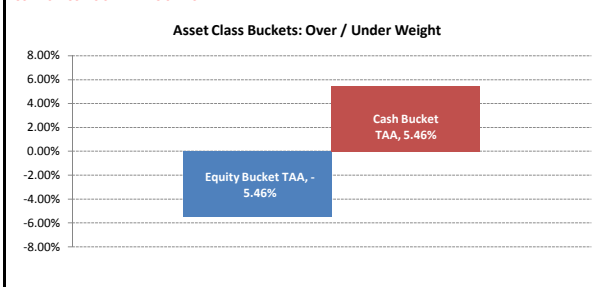 Asset Class Buckets: Over / Under Weight
8.00%
6.00%
4.00%
2.00%
0.00%
-2.00%
-4.00%
-6.00%
-8.00%
Cash Bucket
TAA, 5.46%
Equity Bucket TAA, -
5.46%